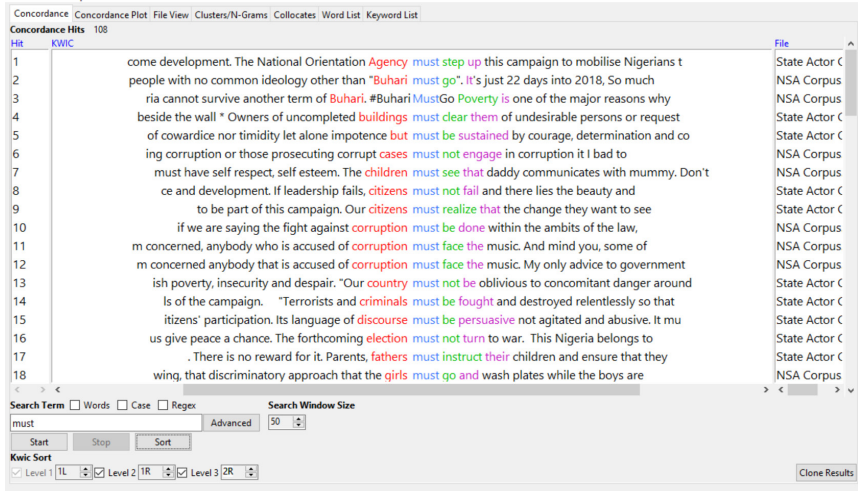 Concordance Concordance Plot File View Clusters/N-Grams Collocates Word List Keyword List
Concordance Hits 108
Hit KWIC File
1 come development. The National Orientation Agency must step up this campaign to mobilise Nigerians t State Actor C
2 people with no common ideology other than "Buhari must go". It's just 22 days into 2018, So much NSA Corpus
3 ria cannot survive another term of Buhari. #Buhari MustGo Poverty is one of the major reasons why NSA Corpus
4 beside the wall * Owners of uncompleted buildings must clear them of undesirable persons or request State Actor C
5 of cowardice nor timidity let alone impotence but must be sustained by courage, determination and co State Actor C
6 ing corruption or those prosecuting corrupt cases must not engage in corruption it I bad to NSA Corpus
7 must have self respect, self esteem. The children must see that daddy communicates with mummy. Don't NSA Corpus
8 ce and development. If leadership fails, citizens must not fail and there lies the beauty and State Actor C
9 to be part of this campaign. Our citizens must realize that the change they want to see State Actor C
10 if we are saying the fight against corruption must be done within the ambits of the law, NSA Corpus
11 m concerned, anybody who is accused of corruption must face the music. And mind you, some of NSA Corpus
12 m concerned anybody that is accused of corruption must face the music. My only advice to government NSA Corpus
13 ish poverty, insecurity and despair. "Our country must not be oblivious to concomitant danger around State Actor C
14 ls of the campaign. "Terrorists and criminals must be fought and destroyed relentlessly so that State Actor C
15 itizens' participation. Its language of discourse must be persuasive not agitated and abusive. It mu State Actor C
16 us give peace a chance. The forthcoming election must not turn to war. This Nigeria belongs to State Actor C
17 . There is no reward for it. Parents, fathers must instruct their children and ensure that they State Actor C
18 wing, that discriminatory approach that the girls must go and wash plates while the boys are NSA Corpus
Search Term Words Case Regex Search Window Size
must Advanced 50
Start Stop Sort
Kwic Sort
Level 1 1L Level 2 1R Level 3 2R Clone Results